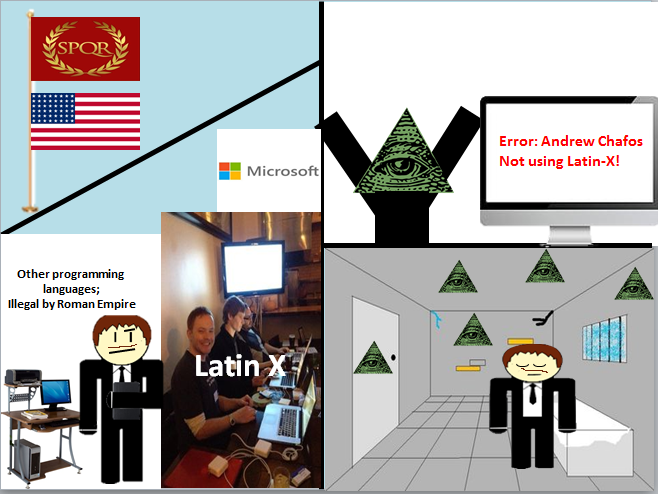 SPQR
Microsoft
Error: Andrew Chafos
Not using Latin-X!
Other programming
languages;
Illegal by Roman Empire
Latin X